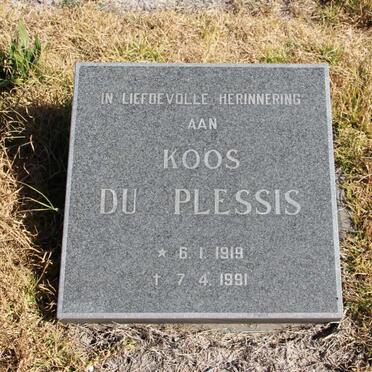 IN LIEFDEVOLLE HERINNERING
AAN
KOOS
DU PLESSIS
★ 6.1.1919
† 7.4.1991